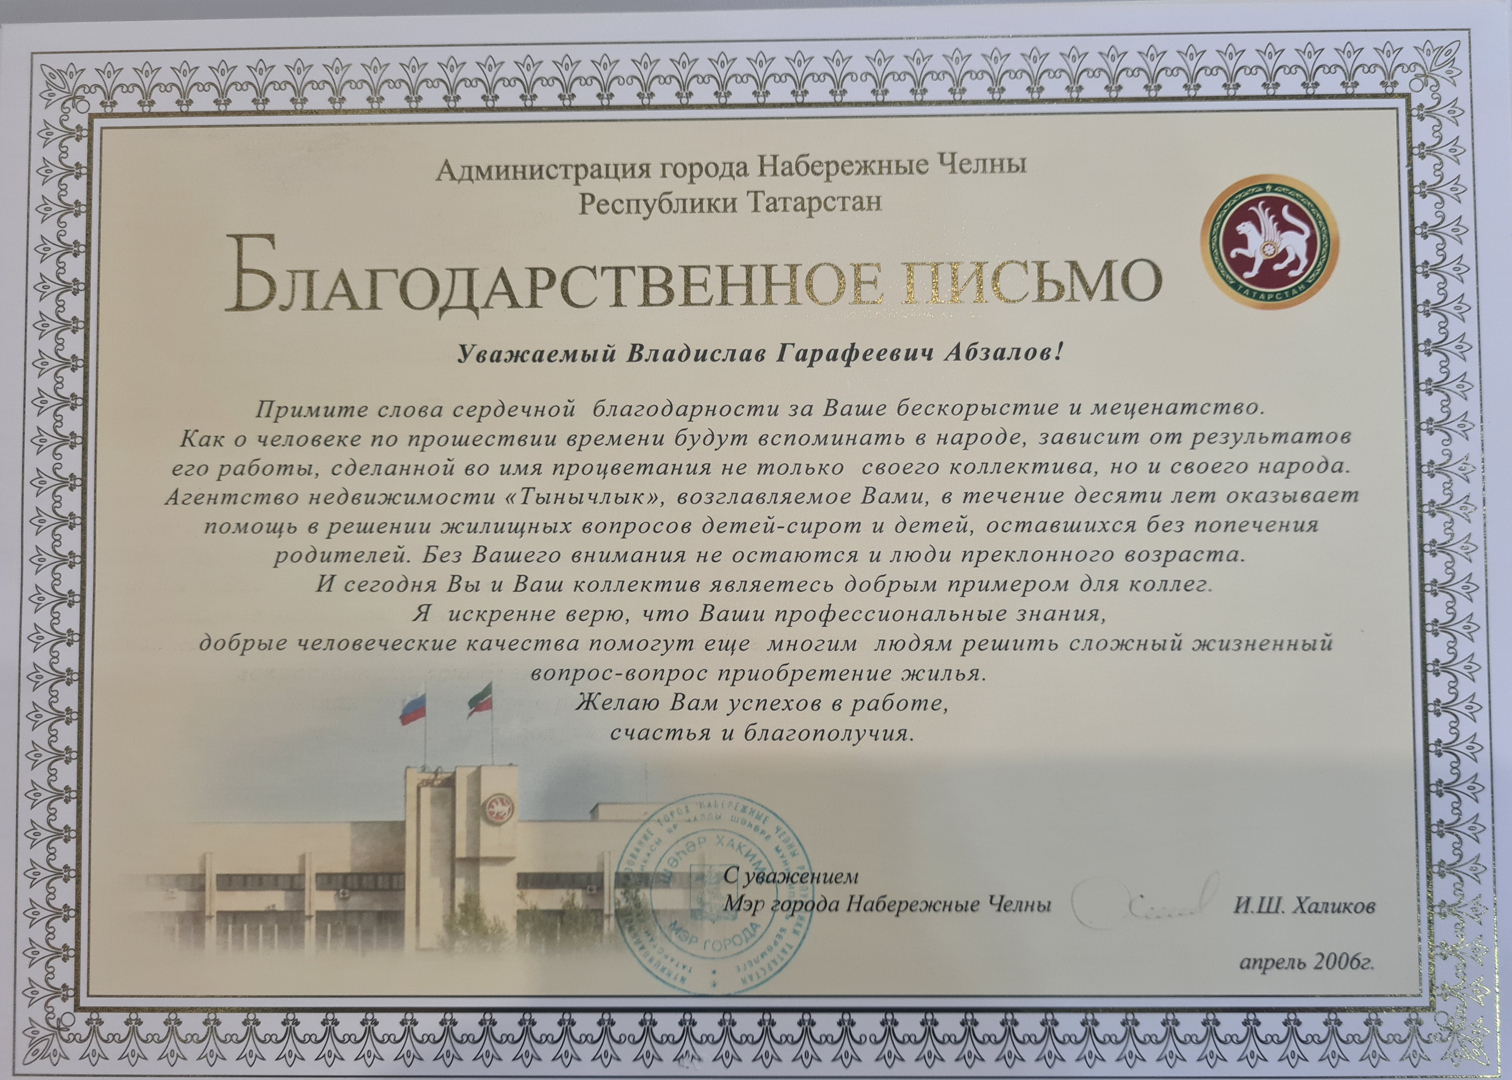 Администрация города Набережные Челны
Республики Татарстан
ТАТАРСТАН
БЛАГОДАРСТВЕННОЕ ПИСЬМО
Уважаемый Владислав Гарафеевич Абзалов!
Примите слова сердечной благодарности за Ваше бескорыстие и меценатство.
Как о человеке по прошествии времени будут вспоминать в народе, зависит от результатов
его работы, сделанной во имя процветания не только своего коллектива, но и своего народа.
Агентство недвижимости «Тынычлык», возглавляемое Вами, в течение десяти лет оказывает
помощь в решении жилищных вопросов детей-сирот и детей, оставшихся без попечения
родителей. Без Вашего внимания не остаются и люди преклонного возраста.
И сегодня Вы и Ваш коллектив являетесь добрым примером для коллег.
Я искренне верю, что Ваши профессиональные знания,
добрые человеческие качества помогут еще многим людям решить сложный жизненный
вопрос-вопрос приобретение жилья.
Желаю Вам успехов в работе,
счастья и благополучия.
ШӘҺӘР ХАКИМЕ
МЭР ГОРОДА
С уважением
Мэр города Набережные Челны
И.Ш. Халиков
апрель 2006г.